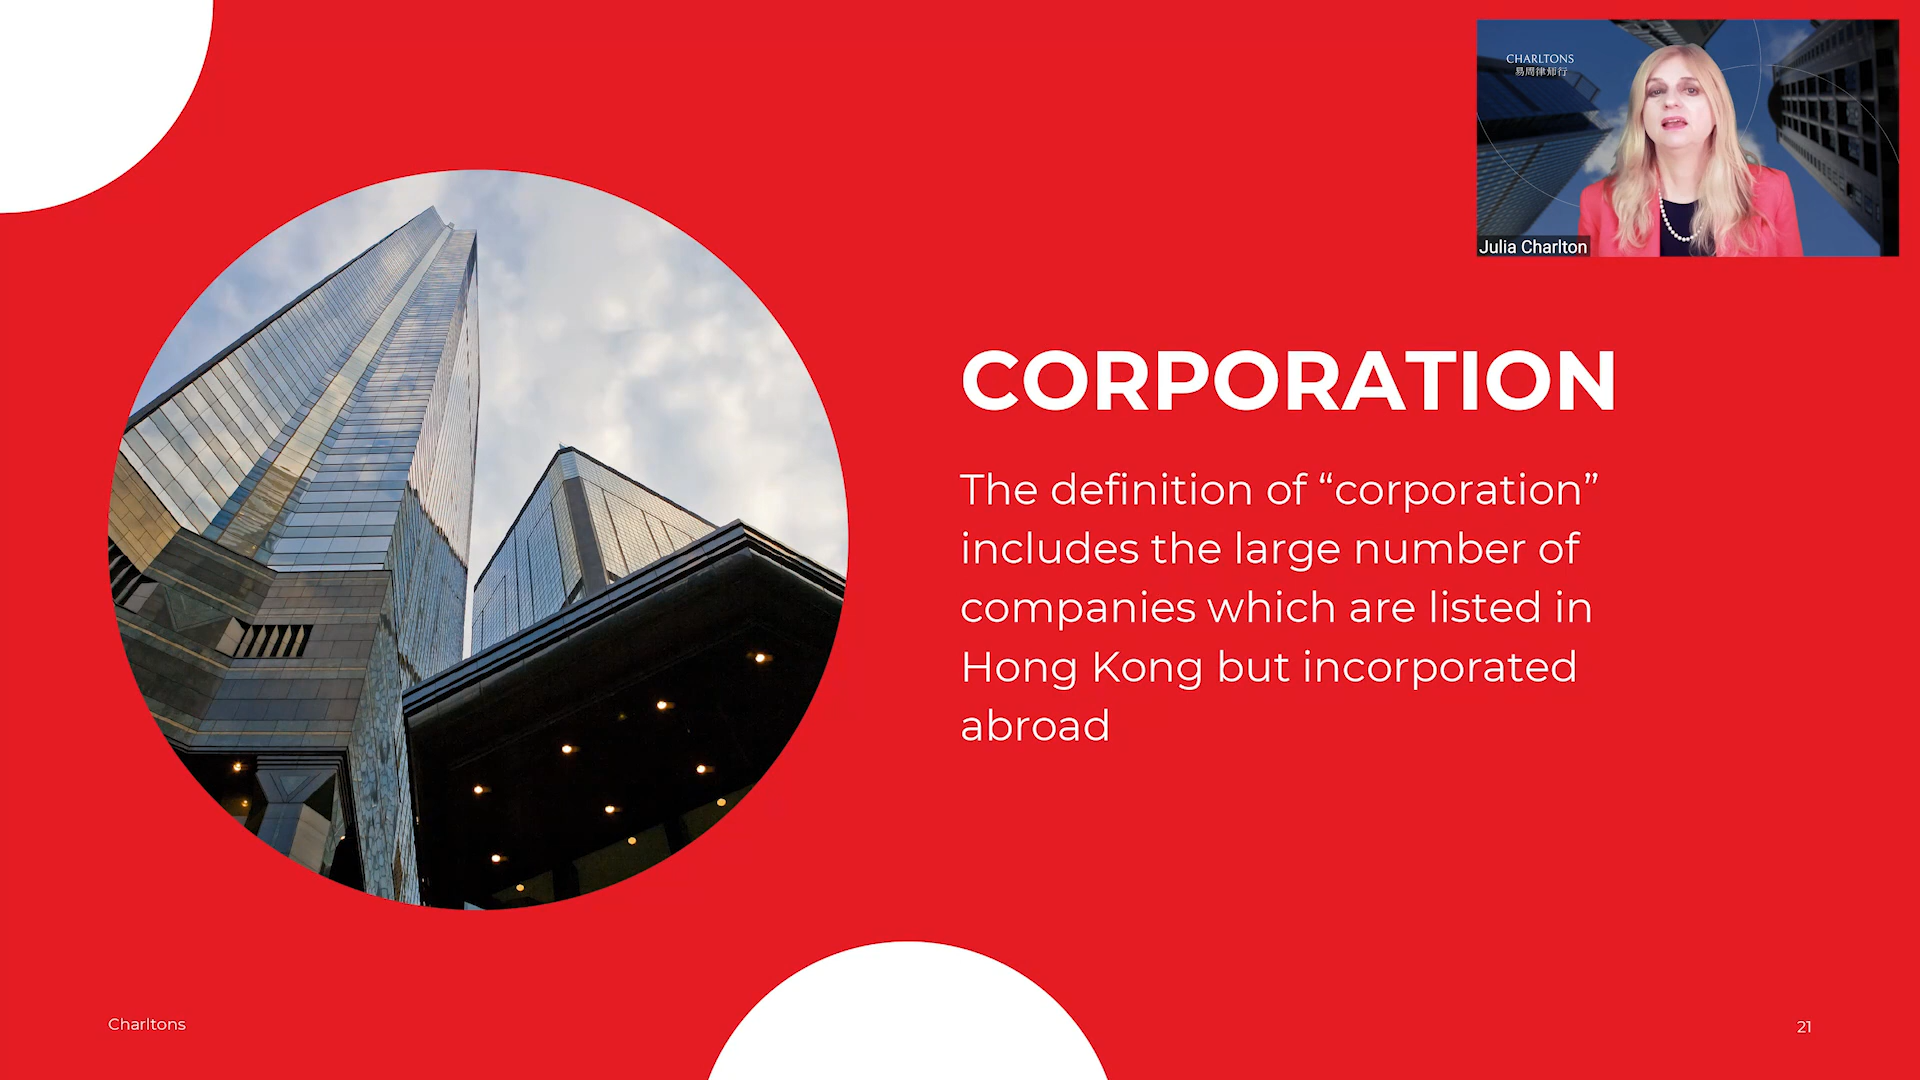 CHARLTONS
易周律师行
Julia Charlton
CORPORATION
The definition of “corporation”
includes the large number of
companies which are listed in
Hong Kong but incorporated
abroad
Charltons
21